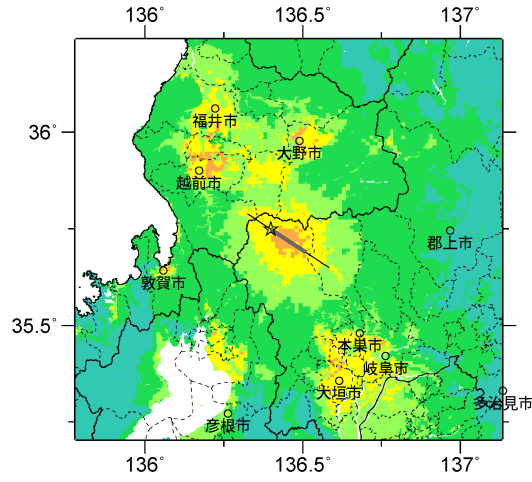 136°
136.5°
137°
36°
35.5°
福井市
大野市
越前市
郡上市
敦賀市
本巣市
岐阜市
大垣市
多治見市
彦根市
136°
136.5°
137°